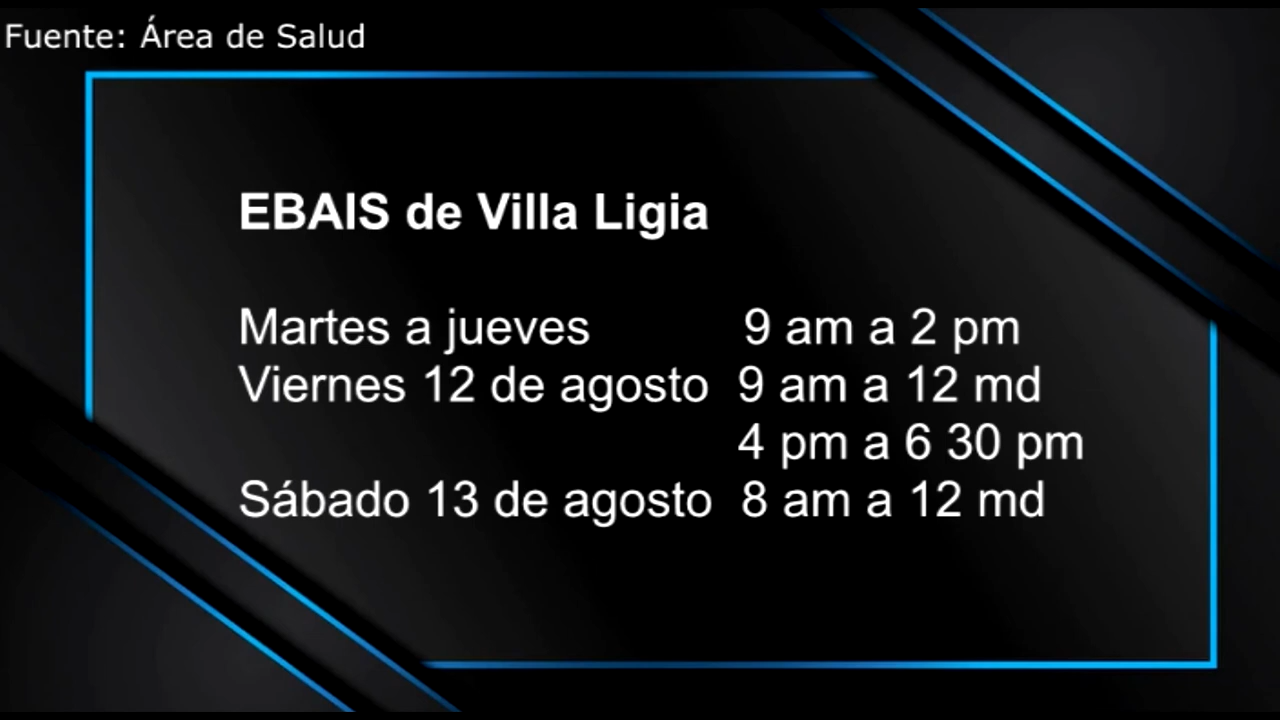 Fuente: Área de Salud
EBAIS de Villa Ligia
Martes a jueves 9 am a 2 pm
Viernes 12 de agosto 9 am a 12 md
4 pm a 6 30 pm
Sábado 13 de agosto 8 am a 12 md